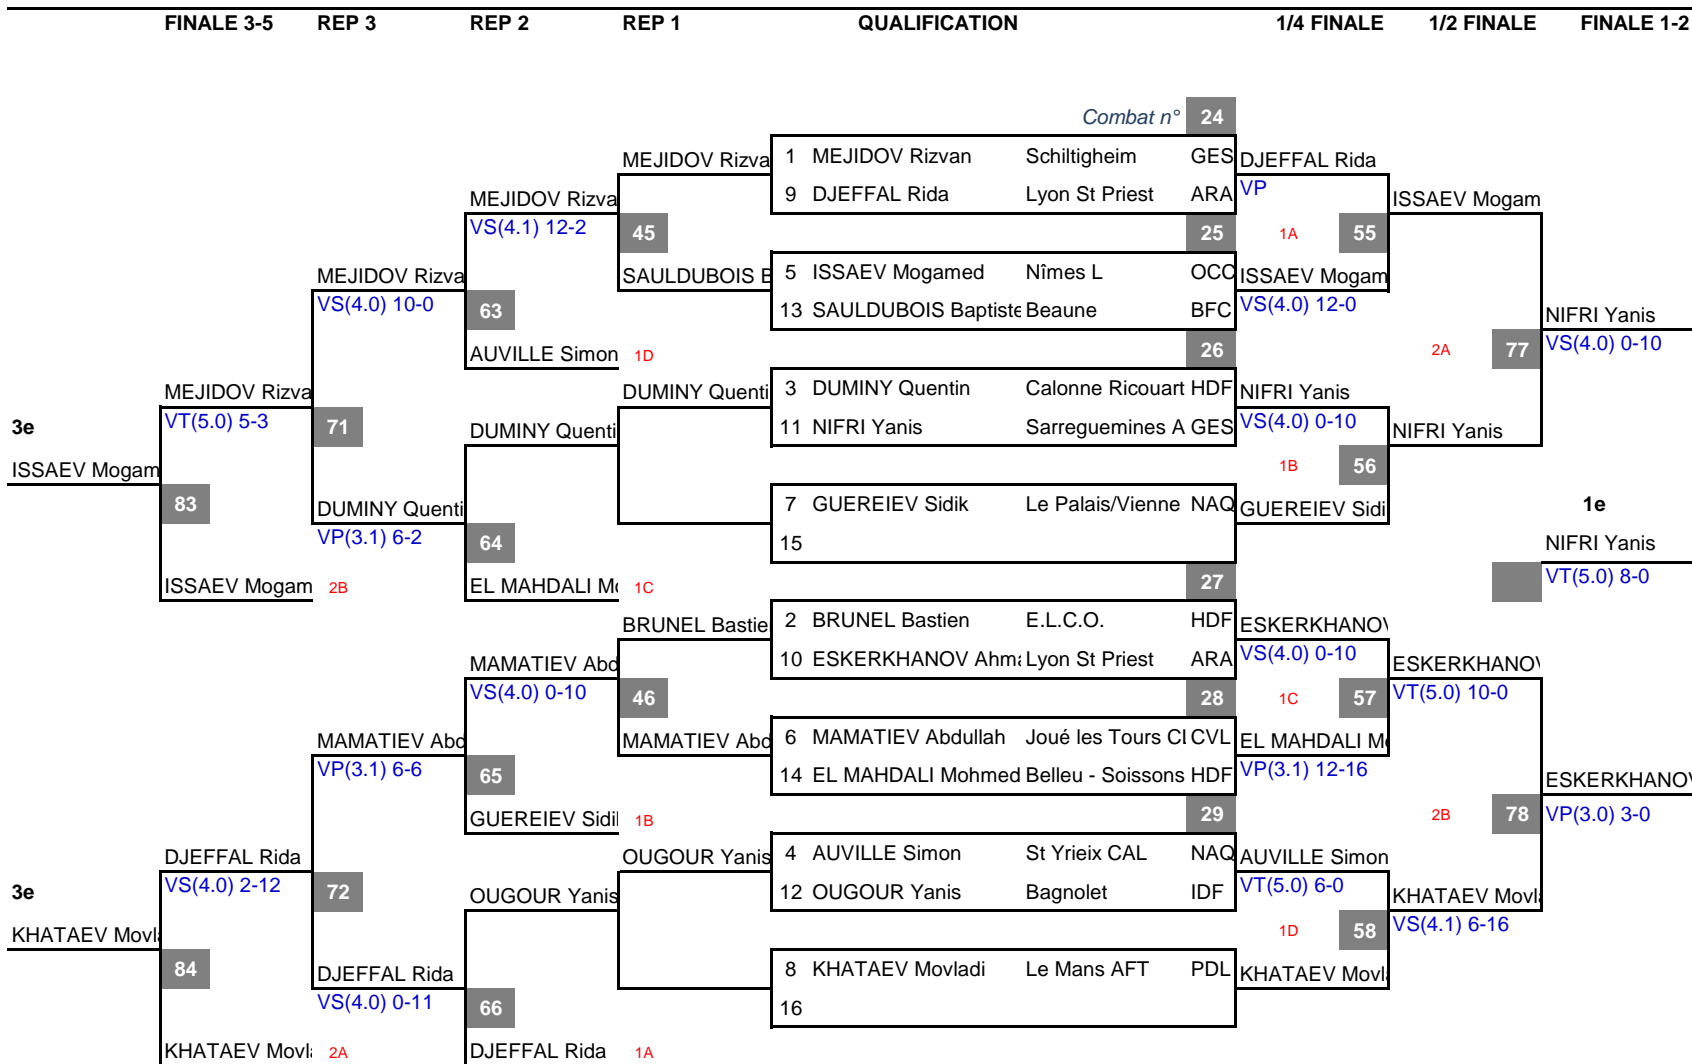 FINALE 3-5 REP 3 REP 2 REP 1 QUALIFICATION 1/4 FINALE 1/2 FINALE FINALE 1-2
Combat n° 24
MEJIDOV Rizva 1 MEJIDOV Rizvan Schiltigheim GES DJEFFAL Rida
MEJIDOV Rizva 9 DJEFFAL Rida Lyon St Priest ARA VP ISSAEV Mogam
VS(4.1) 12-2 45 25 1A 55
MEJIDOV Rizva SAULDUBOIS B 5 ISSAEV Mogamed Nîmes L OCC ISSAEV Mogam
VS(4.0) 10-0 63 13 SAULDUBOIS Baptiste Beaune BFC VS(4.0) 12-0 NIFRI Yanis
AUVILLE Simon 1D 26 2A 77 VS(4.0) 0-10
MEJIDOV Rizva DUMINY Quenti 3 DUMINY Quentin Calonne Ricouart HDF NIFRI Yanis
3e VT(5.0) 5-3 71 DUMINY Quenti 11 NIFRI Yanis Sarreguemines A GES VS(4.0) 0-10 NIFRI Yanis
ISSAEV Mogam 1B 56
83 DUMINY Quenti 7 GUEREIEV Sidik Le Palais/Vienne NAQ GUEREIEV Sidi 1e
VP(3.1) 6-2 64 15 NIFRI Yanis
ISSAEV Mogam 2B EL MAHDALI Mo 1C 27 VT(5.0) 8-0
BRUNEL Bastie 2 BRUNEL Bastien E.L.C.O. HDF ESKERKHANOV
MAMATIEV Abd 10 ESKERKHANOV Ahma Lyon St Priest ARA VS(4.0) 0-10 ESKERKHANOV
VS(4.0) 0-10 46 28 1C 57 VT(5.0) 10-0
MAMATIEV Abd MAMATIEV Abd 6 MAMATIEV Abdullah Joué les Tours Cl CVL EL MAHDALI Mo
VP(3.1) 6-6 65 14 EL MAHDALI Mohmed Belleu - Soissons HDF VP(3.1) 12-16 ESKERKHANOV
GUEREIEV Sidi 1B 29 2B 78 VP(3.0) 3-0
DJEFFAL Rida OUGOUR Yanis 4 AUVILLE Simon St Yrieix CAL NAQ AUVILLE Simon
3e VS(4.0) 2-12 72 OUGOUR Yanis 12 OUGOUR Yanis Bagnolet IDF VT(5.0) 6-0 KHATAEV Movla
KHATAEV Movla 1D 58 VS(4.1) 6-16
84 DJEFFAL Rida 8 KHATAEV Movladi Le Mans AFT PDL KHATAEV Movla
VS(4.0) 0-11 66 16
KHATAEV Movla 2A DJEFFAL Rida 1A